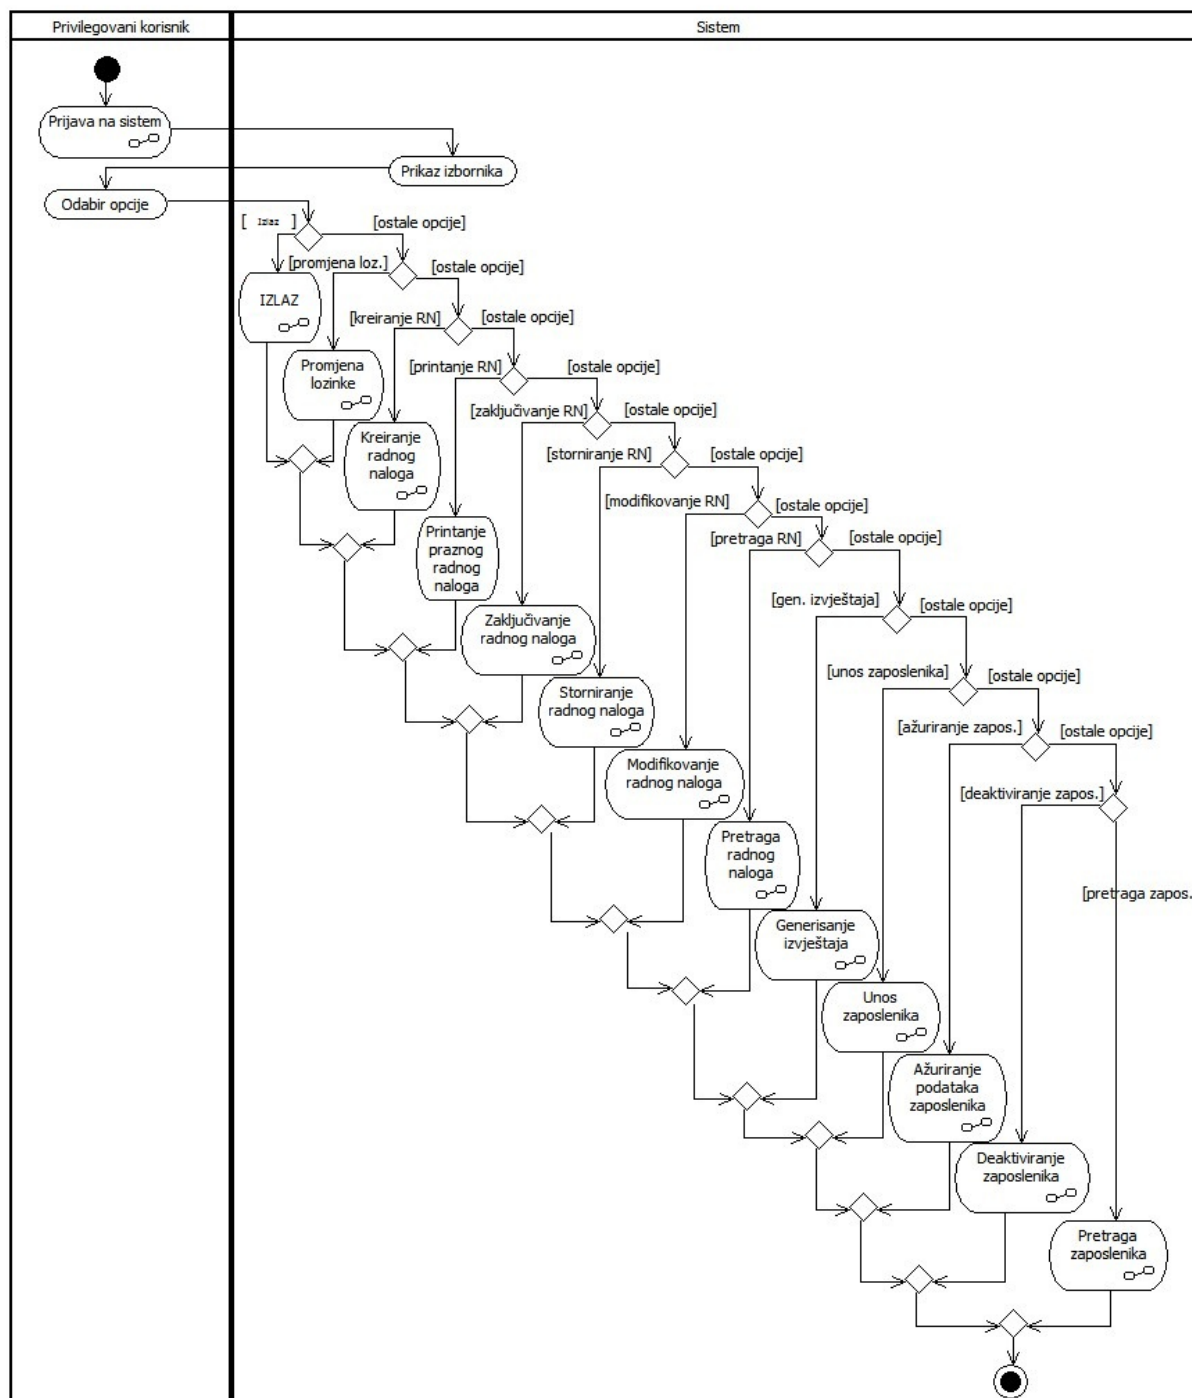 Privilegovani korisnik
Sistem
Prijava na sistem
Prikaz izbornika
Odabir opcije
[ Izlaz ]
[ostale opcije]
[promjena loz.]
[ostale opcije]
IZLAZ
[kreiranje RN]
[ostale opcije]
Promjena
lozinke
[printanje RN]
[ostale opcije]
[zaključivanje RN]
[ostale opcije]
Kreiranje
radnog
naloga
[storniranje RN]
[ostale opcije]
[modifikovanje RN]
[ostale opcije]
Printanje
praznog
radnog
naloga
[pretraga RN]
[ostale opcije]
[gen. izvještaja]
[ostale opcije]
Zaključivanje
radnog naloga
[unos zaposlenika]
[ostale opcije]
Storniranje
radnog naloga
[ažuriranje zapos.]
[ostale opcije]
Modifikovanje
radnog naloga
[deaktiviranje zapos.]
Pretraga
radnog
naloga
[pretraga zapos.
Generisanje
izvještaja
Unos
zaposlenika
Ažuriranje
podataka
zaposlenika
Deaktiviranje
zaposlenika
Pretraga
zaposlenika